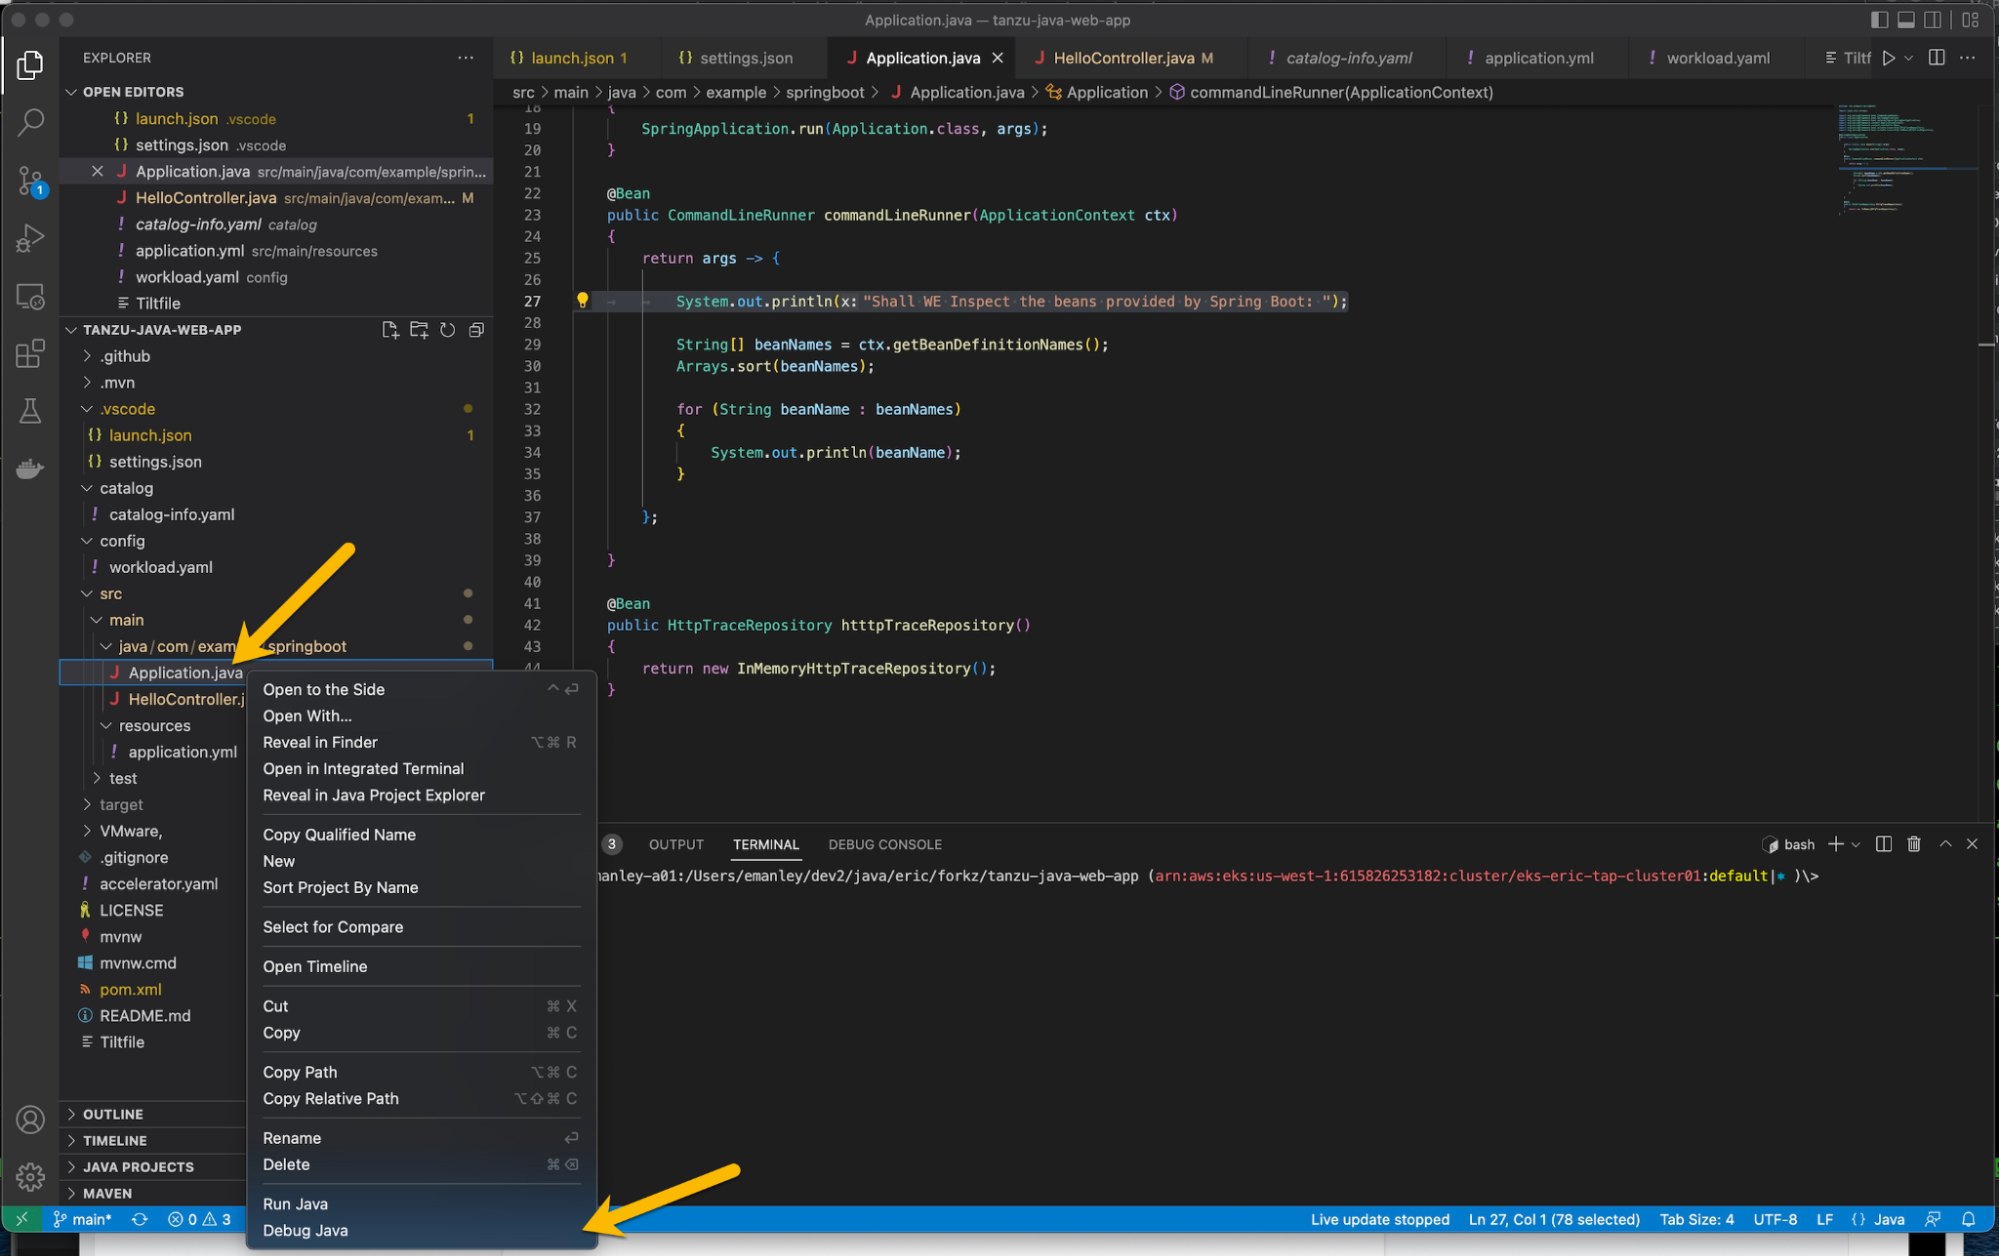 Application.java — tanzu-java-web-app
EXPLORER
launch.json 1
settings.json
Application.java
HelloController.java M
catalog-info.yaml
application.yml
workload.yaml
Tiltf
src > main > java > com > example > springboot > Application.java > Application > commandLineRunner(ApplicationContext)
OPEN EDITORS
launch.json .vscode 1
settings.json .vscode
Application.java src/main/java/com/example/sprin...
HelloController.java src/main/java/com/exam... M
catalog-info.yaml catalog
application.yml src/main/resources
workload.yaml config
Tiltfile
TANZU-JAVA-WEB-APP
.github
.mvn
.vscode
launch.json 1
settings.json
catalog
catalog-info.yaml
config
workload.yaml
src
main
java/com/exam springboot
Application.java
HelloController.j
resources
application.yml
test
target
VMware,
.gitignore
accelerator.yaml
LICENSE
mvnw
mvnw.cmd
pom.xml
README.md
Tiltfile
OUTLINE
TIMELINE
JAVA PROJECTS
MAVEN
18 {
19 SpringApplication.run(Application.class, args);
20 }
21
22 @Bean
23 public CommandLineRunner commandLineRunner(ApplicationContext ctx)
24 {
25 return args -> {
26
27 System.out.println(x: "Shall WE Inspect the beans provided by Spring Boot: ");
28
29 String[] beanNames = ctx.getBeanDefinitionNames();
30 Arrays.sort(beanNames);
31
32 for (String beanName : beanNames)
33 {
34 System.out.println(beanName);
35 }
36
37 };
38
39 }
40
41 @Bean
42 public HttpTraceRepository htttpTraceRepository()
43 {
44 return new InMemoryHttpTraceRepository();
}
Open to the Side ^ ⏎
Open With...
Reveal in Finder ⌥⌘ R
Open in Integrated Terminal
Reveal in Java Project Explorer
Copy Qualified Name
New
Sort Project By Name
Select for Compare
Open Timeline
Cut ⌘ X
Copy ⌘ C
Copy Path ⌥⌘ C
Copy Relative Path ⌥⇧⌘ C
Rename ⏎
Delete ⌘ ⌫
Run Java
Debug Java
3 OUTPUT TERMINAL DEBUG CONSOLE
bash
anley-a01:/Users/emanley/dev2/java/eric/forkz/tanzu-java-web-app (arn:aws:eks:us-west-1:615826253182:cluster/eks-eric-tap-cluster01:default|* )\>
1
main* 0 3
Live update stopped Ln 27, Col 1 (78 selected) Tab Size: 4 UTF-8 LF {} Java